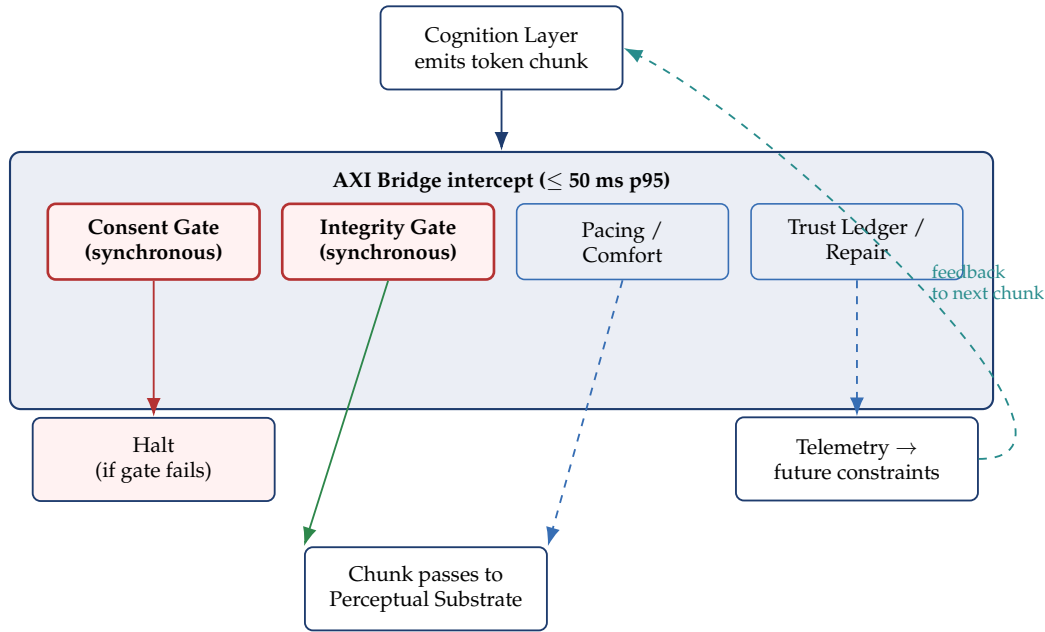 Cognition Layer
emits token chunk
AXI Bridge intercept (≤ 50 ms p95)
Consent Gate
(synchronous)
Integrity Gate
(synchronous)
Pacing /
Comfort
Trust Ledger /
Repair
feedback
to next chunk
Halt
(if gate fails)
Telemetry →
future constraints
Chunk passes to
Perceptual Substrate